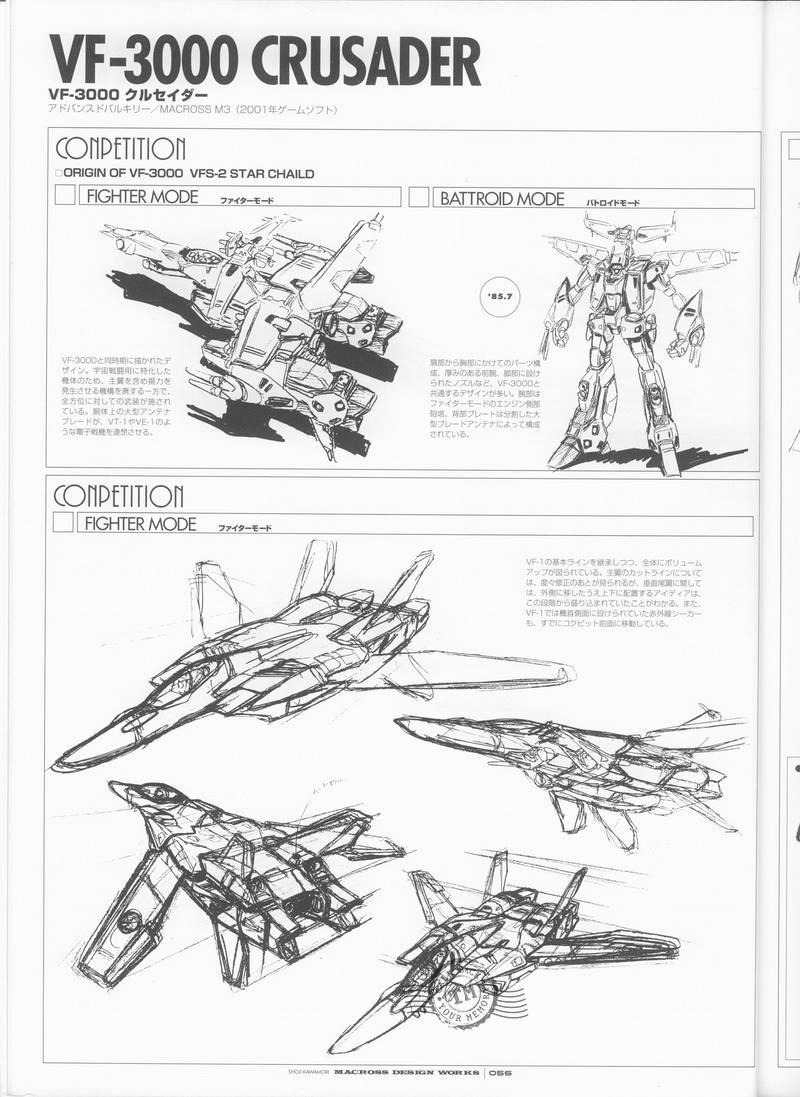 VF-3000 CRUSADER
VF-3000 クルセイダー
アドバンスドバルキリー／MACROSS M3（2001年ゲームソフト）
CONPETITION
□ORIGIN OF VF-3000 VFS-2 STAR CHAILD
FIGHTER MODE ファイターモード
BATTROID MODE バトロイドモード
'85.7
VF-3000と同時期に描かれたデ
ザイン。宇宙戦闘用に特化した
機体のため、主翼を含め揚力を
発生させる機構を廃する一方で、
全方位に対しての武装が施され
ている。胴体上の大型アンテナ
ブレードが、VT-1やVE-1のよ
うな電子戦機を連想させる。
肩部から胸部にかけてのパーツ構
成、厚みのある前腕、脚部に設け
られたノズルなど、VF-3000と
共通するデザインが多い。腕部は
ファイターモードのエンジン側部
砲塔、背部プレートは分割した大
型ブレードアンテナによって構成
されている。
CONPETITION
FIGHTER MODE ファイターモード
VF-1の基本ラインを継承しつつ、全体にボリューム
アップが図られている。主翼のカットラインについて
は、度々修正のあとが見られるが、垂直尾翼に関して
は、外側に移したうえ上下に配置するアイディアは、
この段階から盛り込まれていたことがわかる。また、
VF-1では機首側面に設けられていた赤外線シーカー
も、すでにコクピット前面に移動している。
YOUR MEMOR
SHOJI KAWAMORI MACROSS DESIGN WORKS | 056